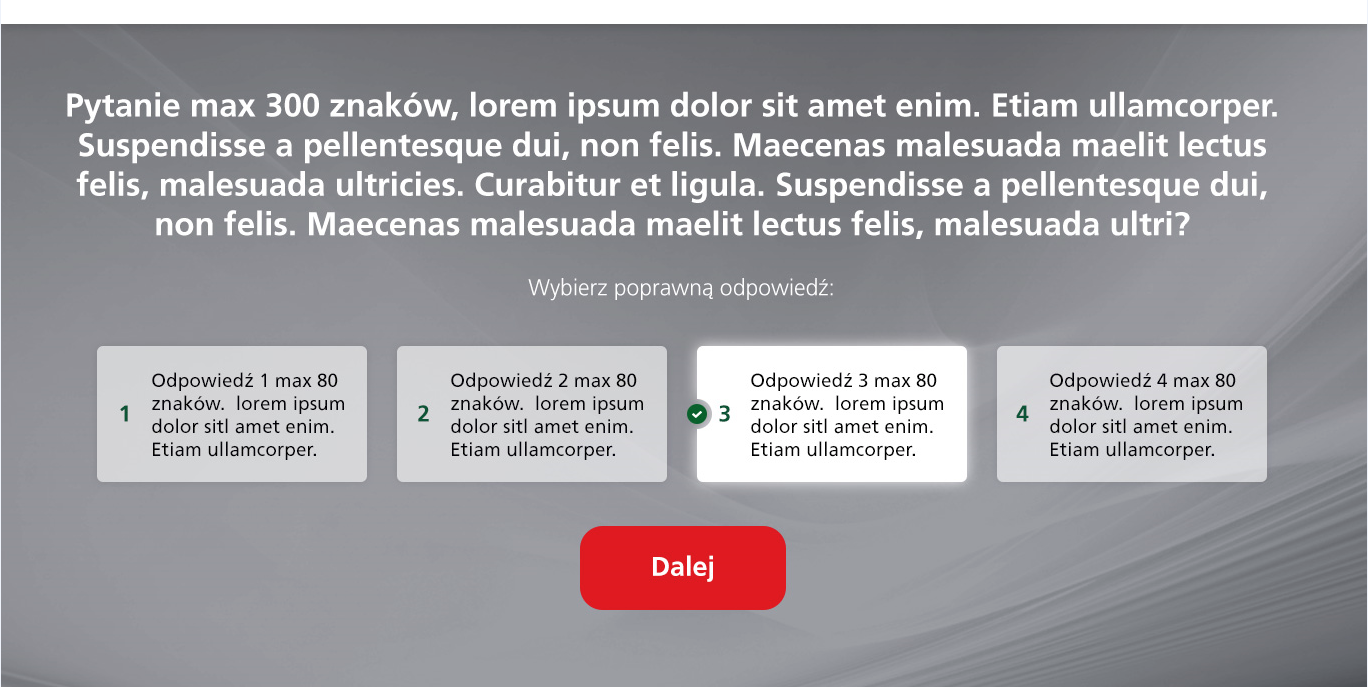 Pytanie max 300 znaków, lorem ipsum dolor sit amet enim. Etiam ullamcorper.
Suspendisse a pellentesque dui, non felis. Maecenas malesuada maelit lectus
felis, malesuada ultricies. Curabitur et ligula. Suspendisse a pellentesque dui,
non felis. Maecenas malesuada maelit lectus felis, malesuada ultri?
Wybierz poprawną odpowiedź:
1
Odpowiedź 1 max 80
znaków.  lorem ipsum
dolor sitl amet enim.
Etiam ullamcorper.
2
Odpowiedź 2 max 80
znaków.  lorem ipsum
dolor sitl amet enim.
Etiam ullamcorper.
3
Odpowiedź 3 max 80
znaków.  lorem ipsum
dolor sitl amet enim.
Etiam ullamcorper.
4
Odpowiedź 4 max 80
znaków.  lorem ipsum
dolor sitl amet enim.
Etiam ullamcorper.
Dalej